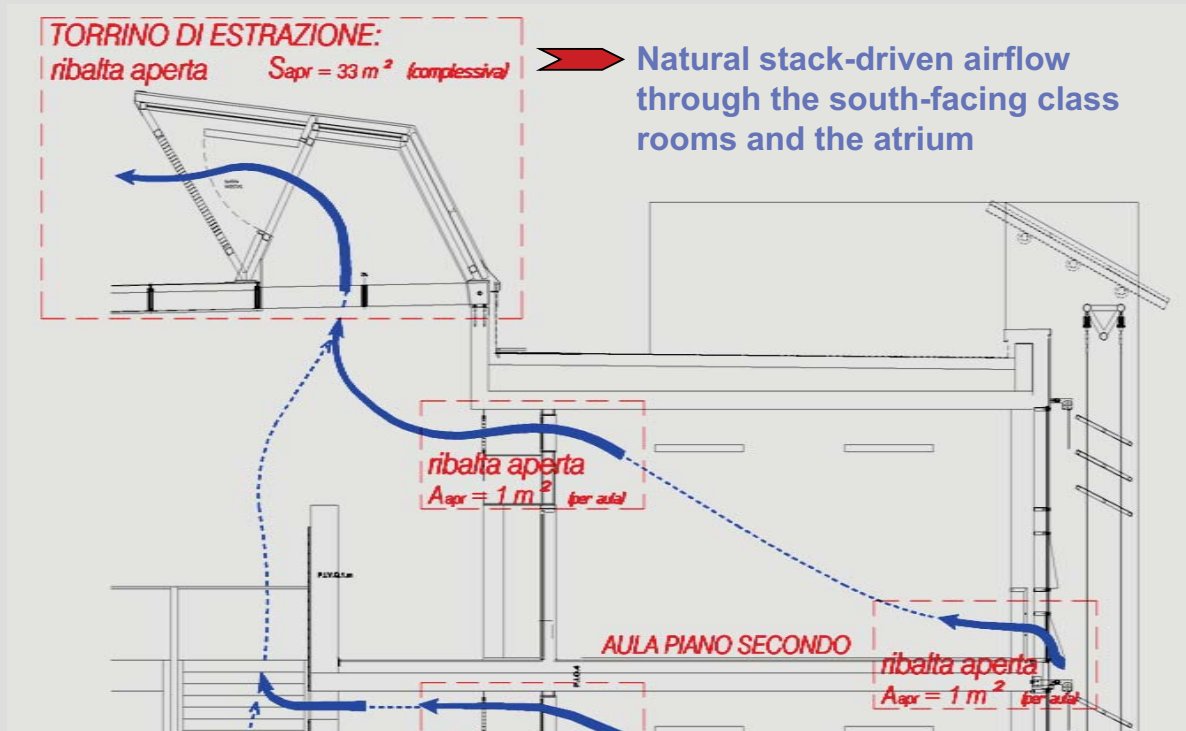 TORRINO DI ESTRAZIONE:
ribalta aperta Sapr = 33 m² (complessiva)
Natural stack-driven airflow
through the south-facing class
rooms and the atrium
ribalta aperta
Aapr = 1 m² (per aula)
AULA PIANO SECONDO
ribalta aperta
Aapr = 1 m² (per aula)